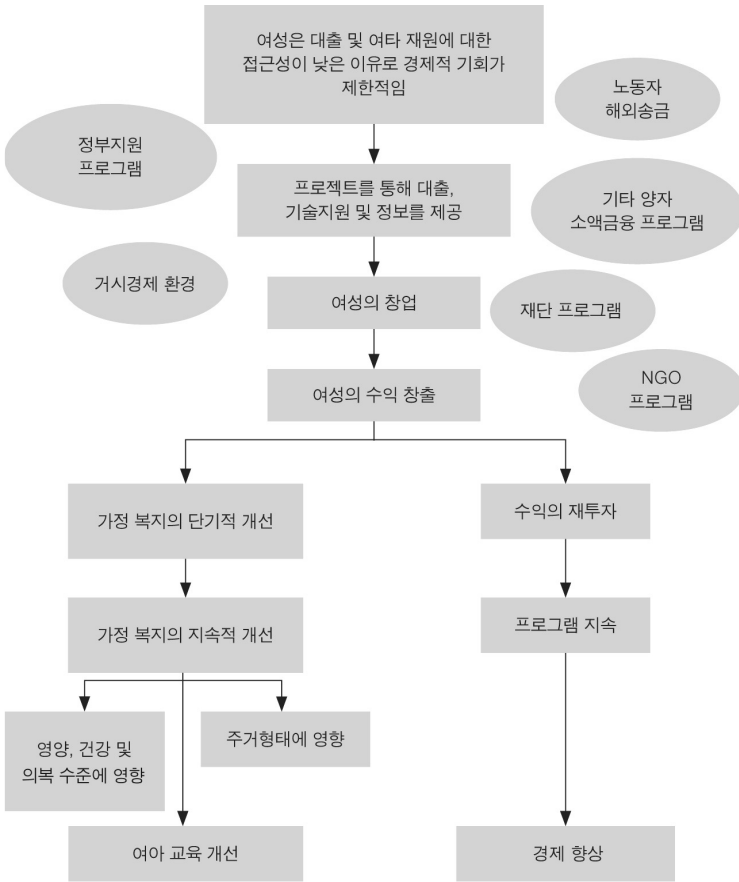 여성은 대출 및 여타 재원에 대한
접근성이 낮은 이유로 경제적 기회가
제한적임
노동자
해외송금
정부지원
프로그램
프로젝트를 통해 대출,
기술지원 및 정보를 제공
기타 양자
소액금융 프로그램
거시경제 환경
여성의 창업
재단 프로그램
여성의 수익 창출
NGO
프로그램
가정 복지의 단기적 개선
수익의 재투자
가정 복지의 지속적 개선
프로그램 지속
영양, 건강 및
의복 수준에 영향
주거형태에 영향
여아 교육 개선
경제 향상